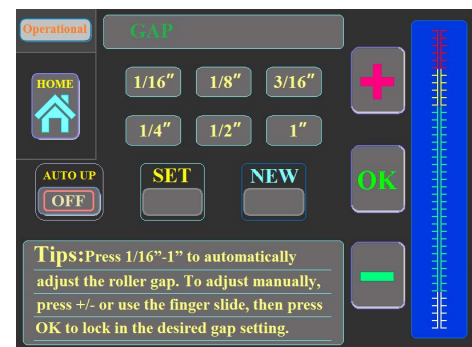 Operational
GAP
HOME
1/16" 1/8" 3/16"
1/4" 1/2" 1"
AUTO UP
OFF
SET
NEW
OK
Tips:Press 1/16"-1" to automatically
adjust the roller gap. To adjust manually,
press +/- or use the finger slide, then press
OK to lock in the desired gap setting.